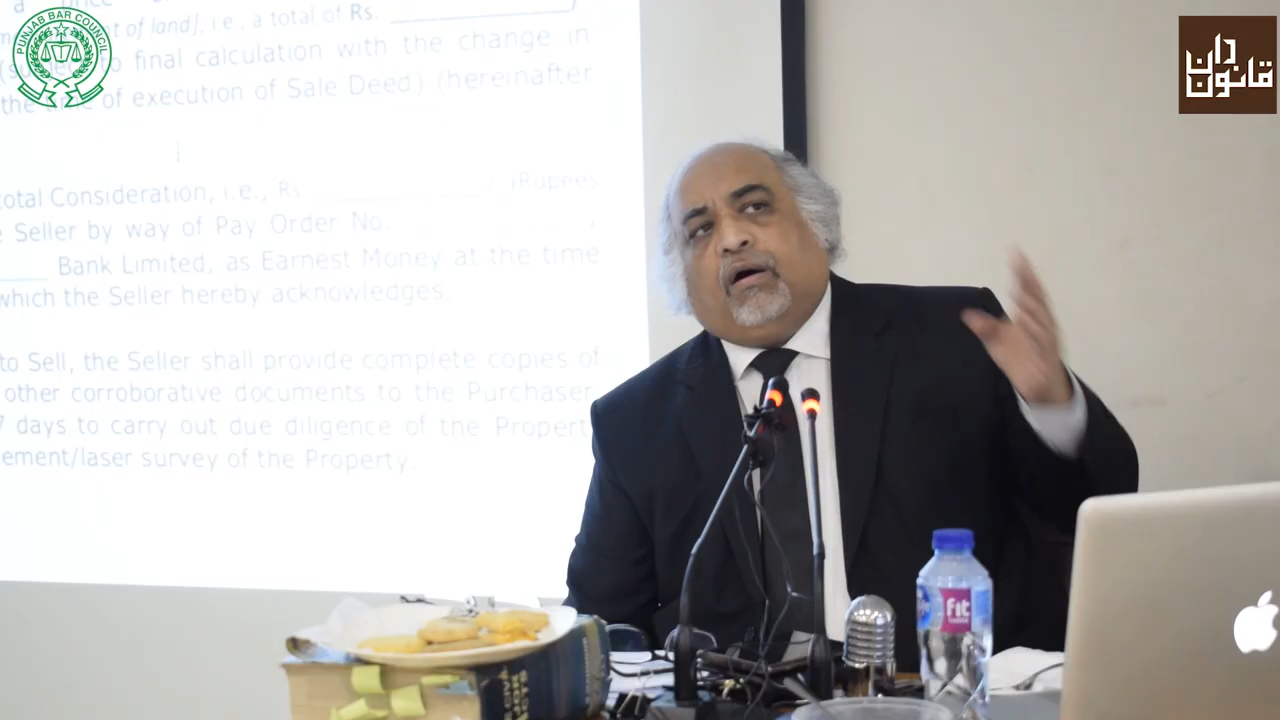 PUNJAB BAR COUNCIL
قانون دان
a price
t of land], i.e., a total of Rs.
to final calculation with the change in
the of execution of Sale Deed) (hereinafter
total Consideration, i.e., Rs. (Rupees
Seller by way of Pay Order No.
Bank Limited, as Earnest Money at the time
which the Seller hereby acknowledges.
to Sell, the Seller shall provide complete copies of
other corroborative documents to the Purchaser
7 days to carry out due diligence of the Propert
ement/laser survey of the Property.
fit